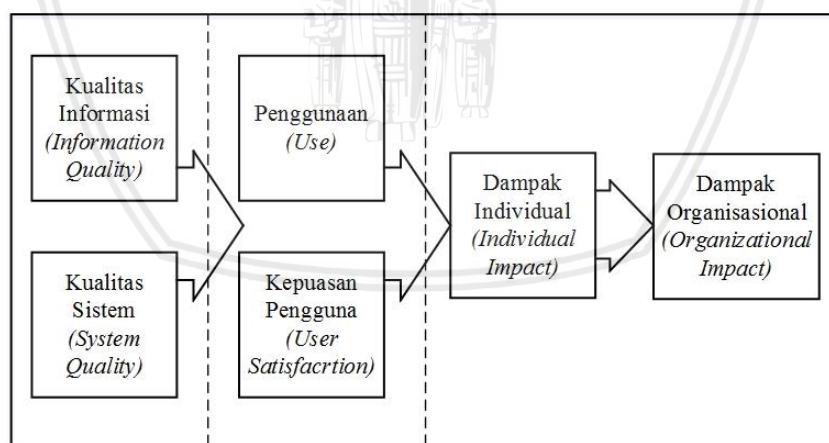 Kualitas
Informasi
(Information
Quality)
Kualitas
Sistem
(System
Quality)
Penggunaan
(Use)
Kepuasan
Pengguna
(User
Satisfacrtion)
Dampak
Individual
(Individual
Impact)
Dampak
Organisasional
(Organizational
Impact)